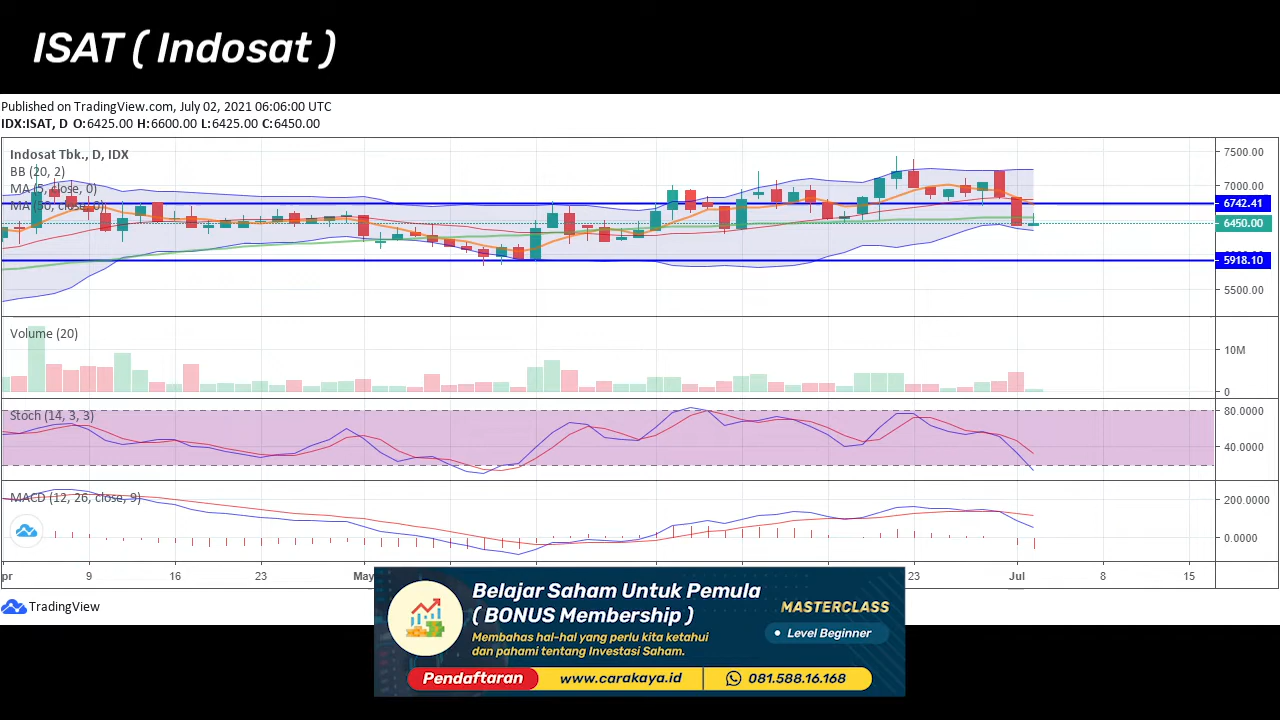 ISAT ( Indosat )
Published on TradingView.com, July 02, 2021 06:06:00 UTC
IDX:ISAT, D O:6425.00 H:6600.00 L:6425.00 C:6450.00
Indosat Tbk., D, IDX
BB (20, 2)
MA (5, close, 0)
MA (50, close, 0)
7500.00
7000.00
6742.41
6450.00
5918.10
5500.00
Volume (20)
10M
0
Stoch (14, 3, 3)
80.0000
40.0000
MACD (12, 26, close, 9)
200.0000
0.0000
pr 9 16 23 May 23 Jul 8 15
TradingView
Belajar Saham Untuk Pemula
( BONUS Membership )
Membahas hal-hal yang perlu kita ketahui
dan pahami tentang Investasi Saham.
MASTERCLASS
• Level Beginner
Pendaftaran www.carakaya.id 081.588.16.168